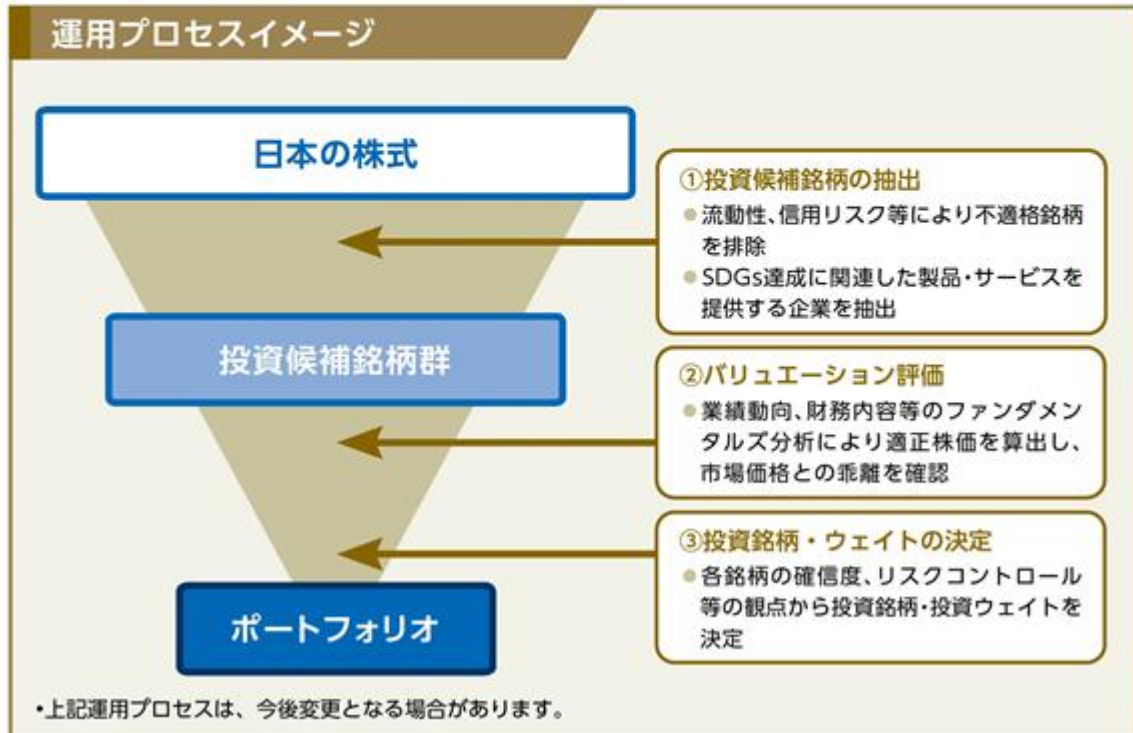 運用プロセスイメージ
日本の株式
①投資候補銘柄の抽出
●流動性、信用リスク等により不適格銘柄
を排除
●SDGs達成に関連した製品・サービスを
提供する企業を抽出
投資候補銘柄群
②バリュエーション評価
●業績動向、財務内容等のファンダメン
タルズ分析により適正株価を算出し、
市場価格との乖離を確認
③投資銘柄・ウェイトの決定
●各銘柄の確信度、リスクコントロール
等の観点から投資銘柄・投資ウェイトを
決定
ポートフォリオ
•上記運用プロセスは、今後変更となる場合があります。